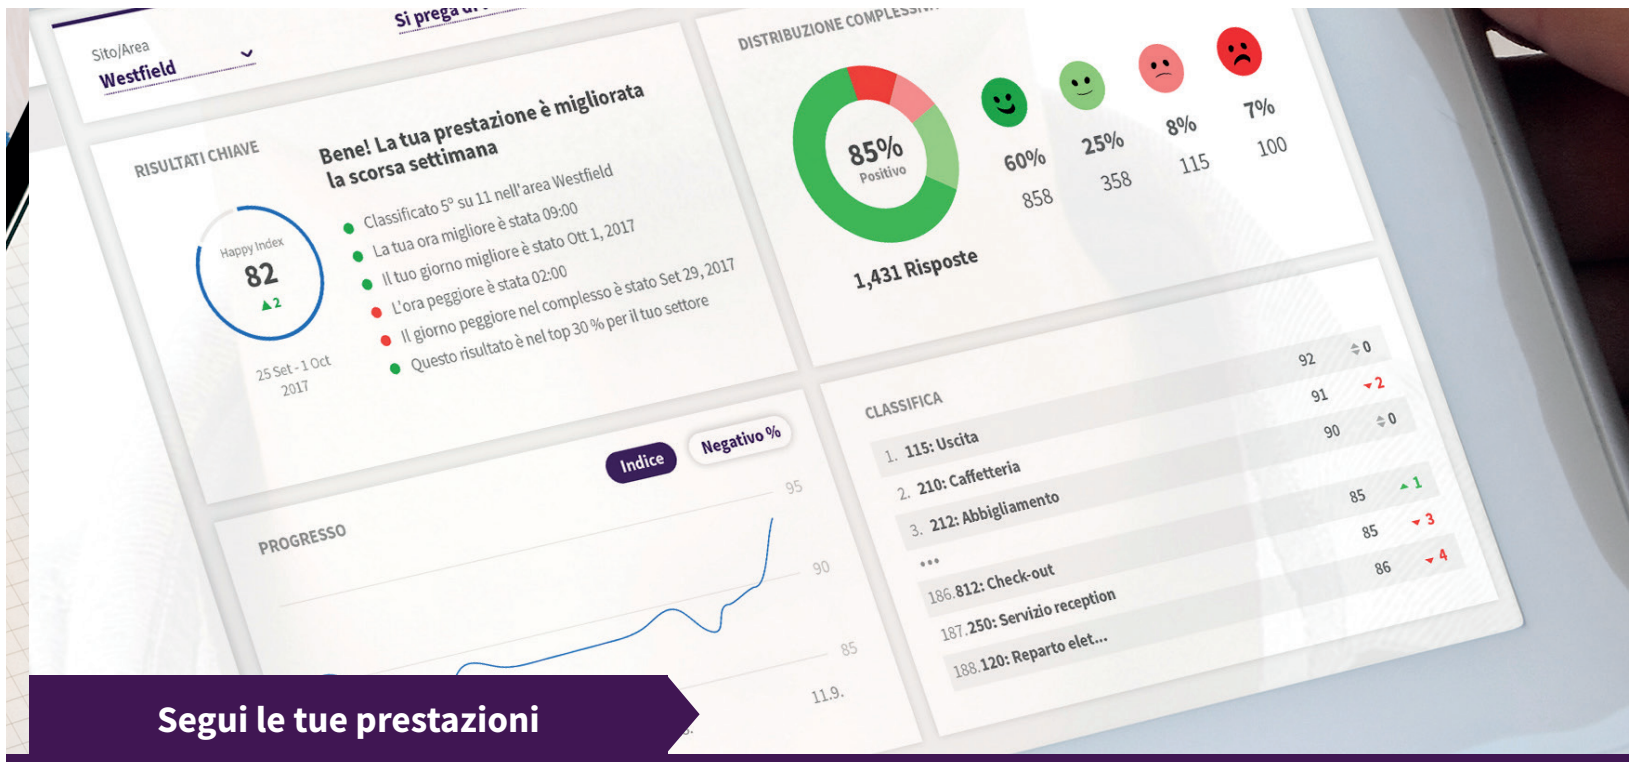 Sito/Area
Westfield
Si prega di
RISULTATI CHIAVE
Happy Index
82
2
25 Set - 1 Oct
2017
Bene! La tua prestazione è migliorata
la scorsa settimana
Classificato 5° su 11 nell'area Westfield
La tua ora migliore è stata 09:00
Il tuo giorno migliore è stato Ott 1, 2017
L'ora peggiore è stata 02:00
Il giorno peggiore nel complesso è stato Set 29, 2017
Questo risultato è nel top 30 % per il tuo settore
DISTRIBUZIONE COMPLESSIVA
85%
Positivo
60% 25% 8% 7%
858 358 115 100
1,431 Risposte
PROGRESSO
Indice Negativo %
95
90
85
11.9.
CLASSIFICA
1. 115: Uscita 92 0
2. 210: Caffetteria 91 2
3. 212: Abbigliamento 90 0
...
186. 812: Check-out 85 1
187. 250: Servizio reception 85 3
188. 120: Reparto elet... 86 4
Segui le tue prestazioni